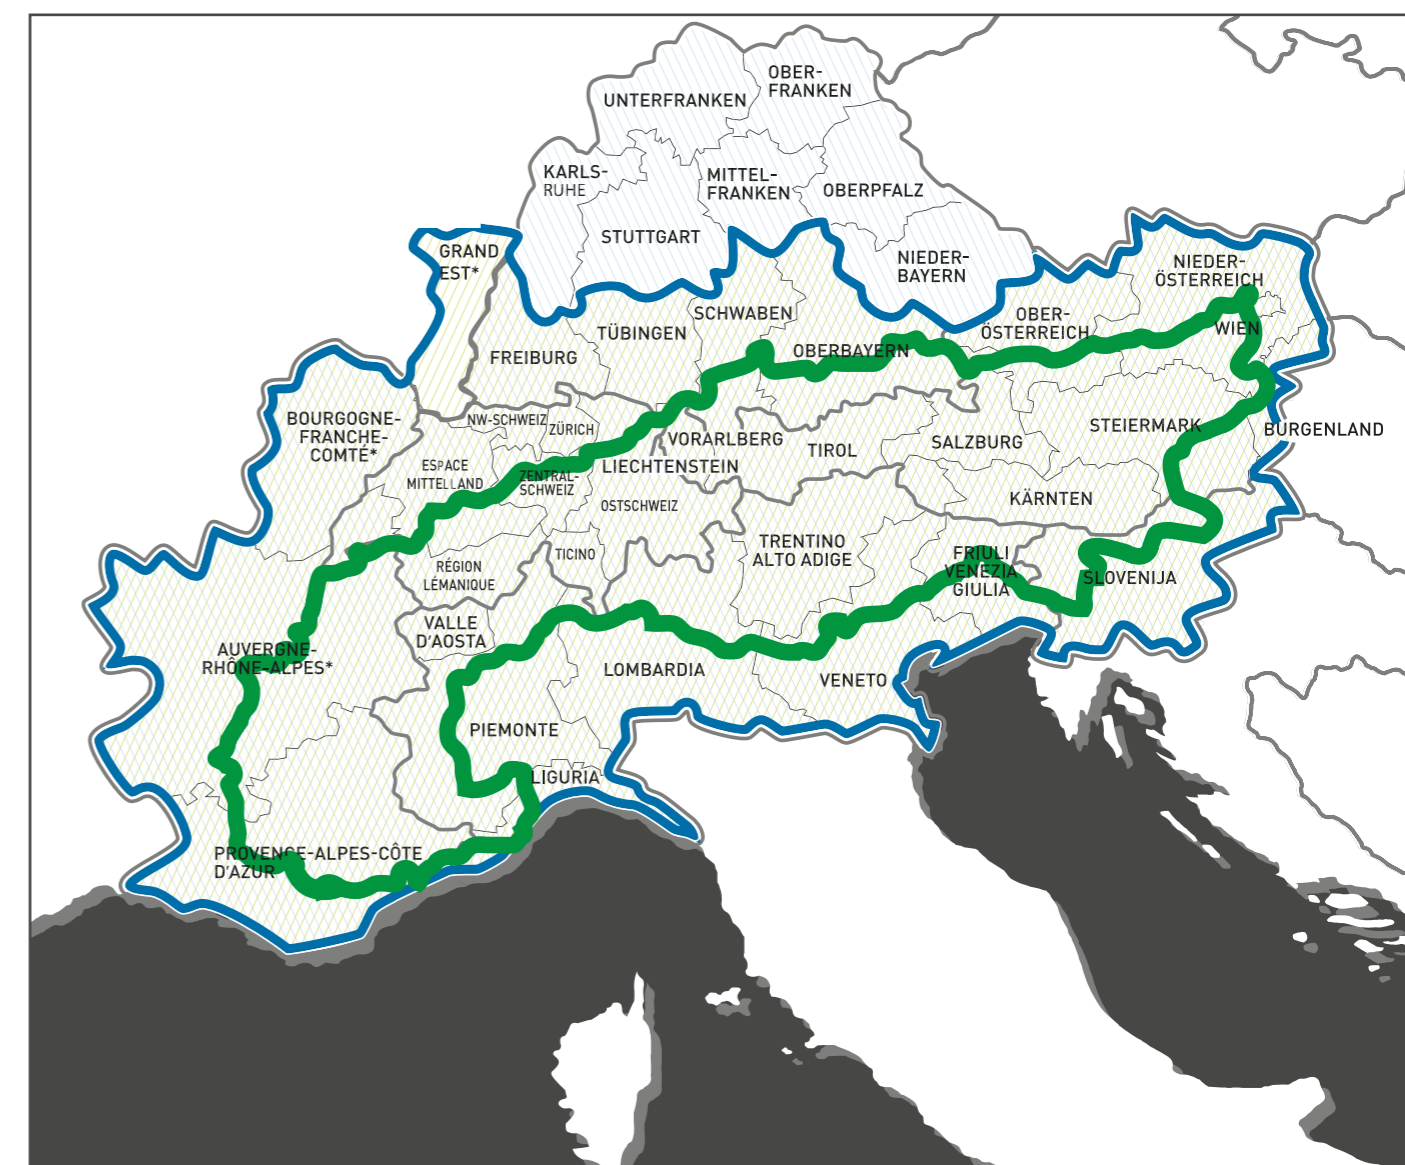 OBER-
FRANKEN
UNTERFRANKEN
KARLS-
RUHE
MITTEL-
FRANKEN
OBERPFALZ
STUTTGART
GRAND
EST*
NIEDER-
BAYERN
NIEDER-
ÖSTERREICH
SCHWABEN
OBER-
ÖSTERREICH
WIEN
TÜBINGEN
FREIBURG
OBERBAYERN
BOURGOGNE-
FRANCHE-
COMTÉ*
NW-SCHWEIZ
ZÜRICH
VORARLBERG
TIROL
SALZBURG
STEIERMARK
BURGENLAND
ESPACE
MITTELLAND
ZENTRAL-
SCHWEIZ
LIECHTENSTEIN
OSTSCHWEIZ
KÄRNTEN
TICINO
TRENTINO
ALTO ADIGE
FRIULI
VENEZIA
GIULIA
SLOVENIJA
RÉGION
LÉMANIQUE
VALLE
D'AOSTA
AUVERGNE-
RHÔNE-ALPES*
LOMBARDIA
VENETO
PIEMONTE
LIGURIA
PROVENCE-ALPES-CÔTE
D'AZUR